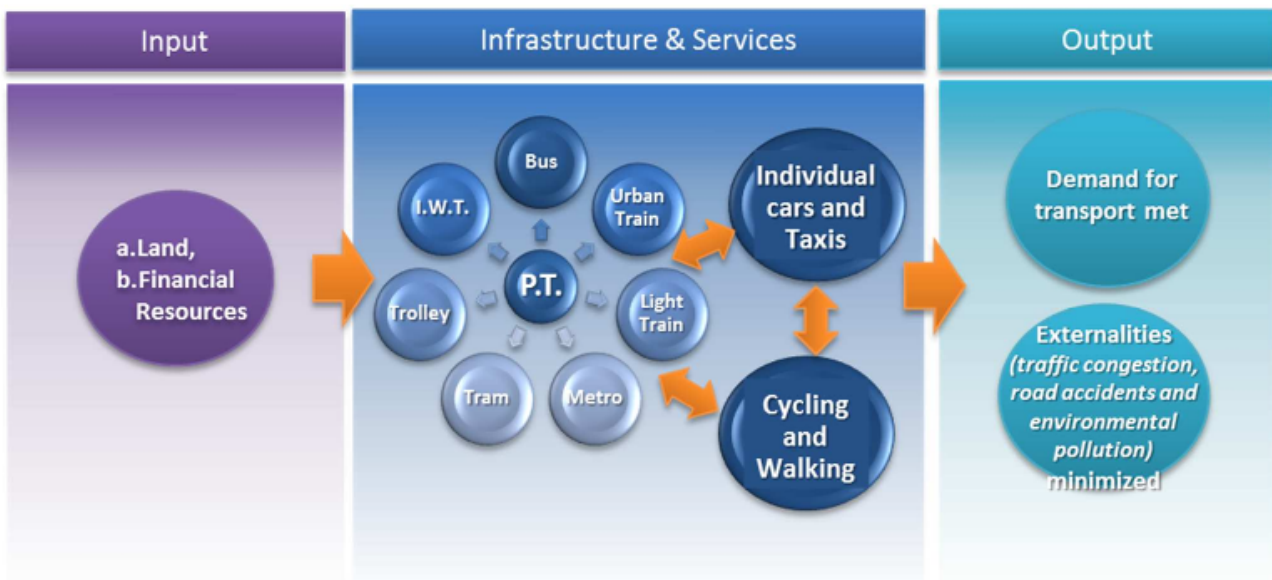 Input
Infrastructure & Services
Output
a.Land,
b.Financial
Resources
Bus
I.W.T.
Urban
Train
P.T.
Trolley
Light
Train
Tram
Metro
Individual
cars and
Taxis
Cycling
and
Walking
Demand for
transport met
Externalities
(traffic congestion,
road accidents and
environmental
pollution)
minimized